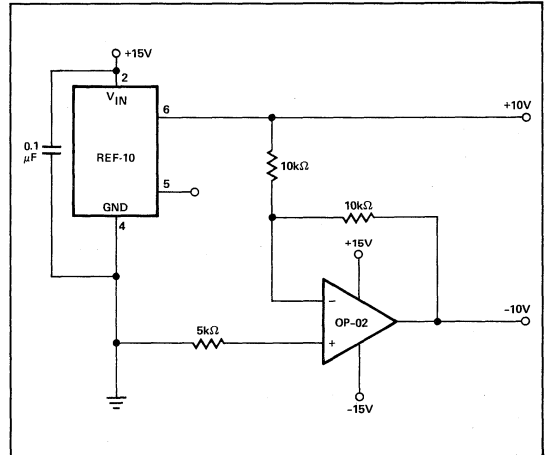 +15V
2
VIN
6
+10V
0.1
µF
REF-10
10kΩ
5
10kΩ
GND
4
+15V
−
OP-02
−10V
5kΩ
+
−15V